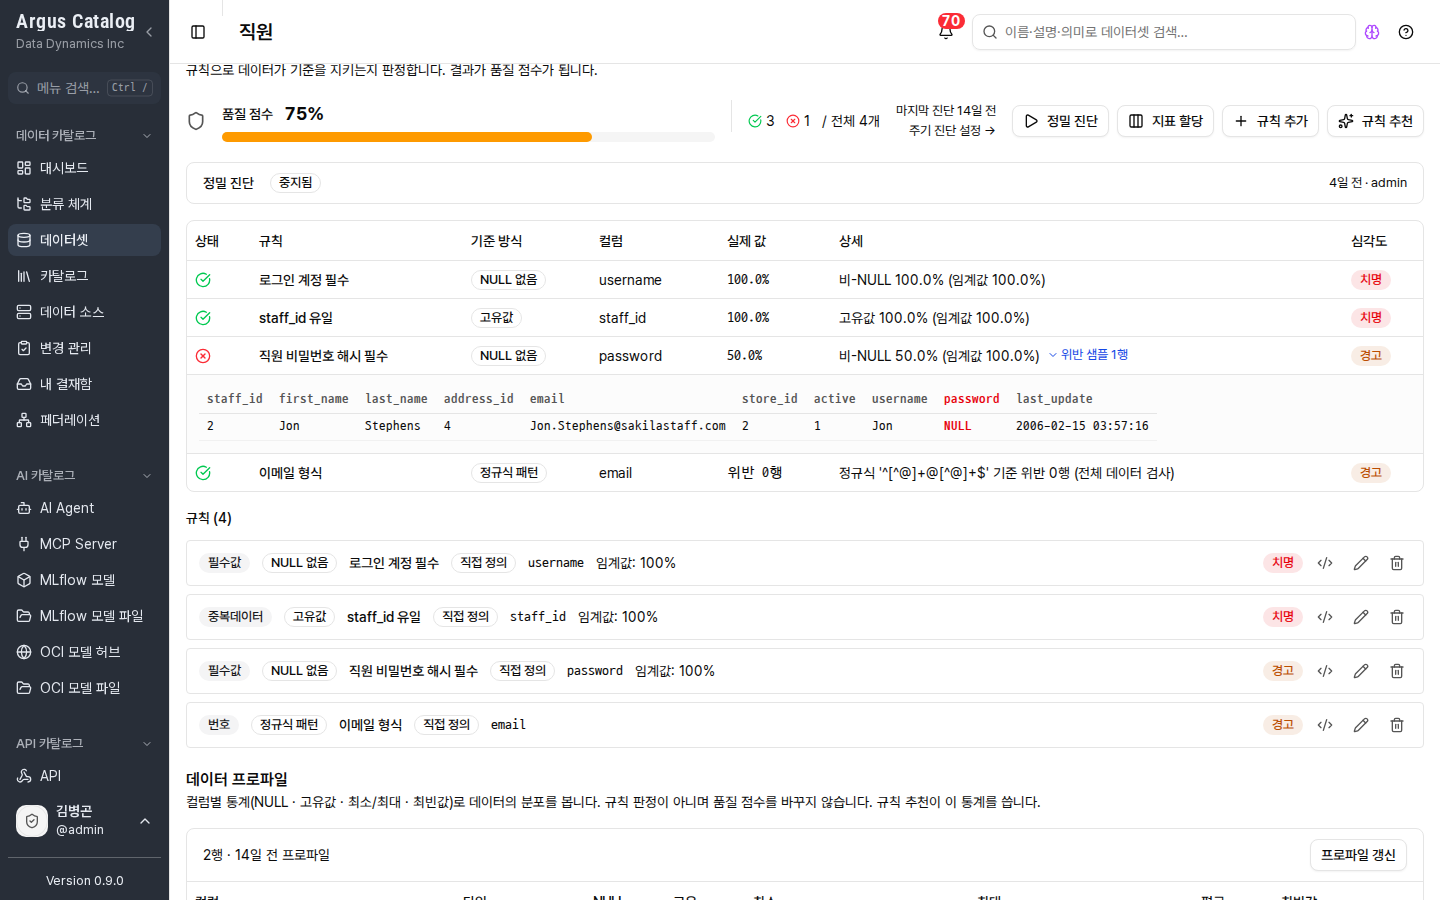 Argus Catalog
Data Dynamics Inc
메뉴 검색... Ctrl /
데이터 카탈로그
대시보드
분류 체계
데이터셋
카탈로그
데이터 소스
변경 관리
내 결재함
페더레이션
AI 카탈로그
AI Agent
MCP Server
MLflow 모델
MLflow 모델 파일
OCI 모델 허브
OCI 모델 파일
API 카탈로그
API
김병곤
@admin
Version 0.9.0
직원
70
이름·설명·의미로 데이터셋 검색...
규칙으로 데이터가 기준을 지키는지 판정합니다. 결과가 품질 점수가 됩니다.
품질 점수 75%
3 1 / 전체 4개
마지막 진단 14일 전
주기 진단 설정 →
정밀 진단
지표 할당
규칙 추가
규칙 추천
정밀 진단 중지됨 4일 전 · admin
상태 규칙 기준 방식 컬럼 실제 값 상세 심각도
로그인 계정 필수 NULL 없음 username 100.0% 비-NULL 100.0% (임계값 100.0%) 치명
staff_id 유일 고유값 staff_id 100.0% 고유값 100.0% (임계값 100.0%) 치명
직원 비밀번호 해시 필수 NULL 없음 password 50.0% 비-NULL 50.0% (임계값 100.0%) 위반 샘플 1행 경고
staff_id first_name last_name address_id email store_id active username password last_update
2 Jon Stephens 4 Jon.Stephens@sakilastaff.com 2 1 Jon NULL 2006-02-15 03:57:16
이메일 형식 정규식 패턴 email 위반 0행 정규식 '^[^@]+@[^@]+$' 기준 위반 0행 (전체 데이터 검사) 경고
규칙 (4)
필수값 NULL 없음 로그인 계정 필수 직접 정의 username 임계값: 100% 치명
중복데이터 고유값 staff_id 유일 직접 정의 staff_id 임계값: 100% 치명
필수값 NULL 없음 직원 비밀번호 해시 필수 직접 정의 password 임계값: 100% 경고
번호 정규식 패턴 이메일 형식 직접 정의 email 경고
데이터 프로파일
컬럼별 통계(NULL · 고유값 · 최소/최대 · 최빈값)로 데이터의 분포를 봅니다. 규칙 판정이 아니며 품질 점수를 바꾸지 않습니다. 규칙 추천이 이 통계를 씁니다.
2행 · 14일 전 프로파일 프로파일 갱신